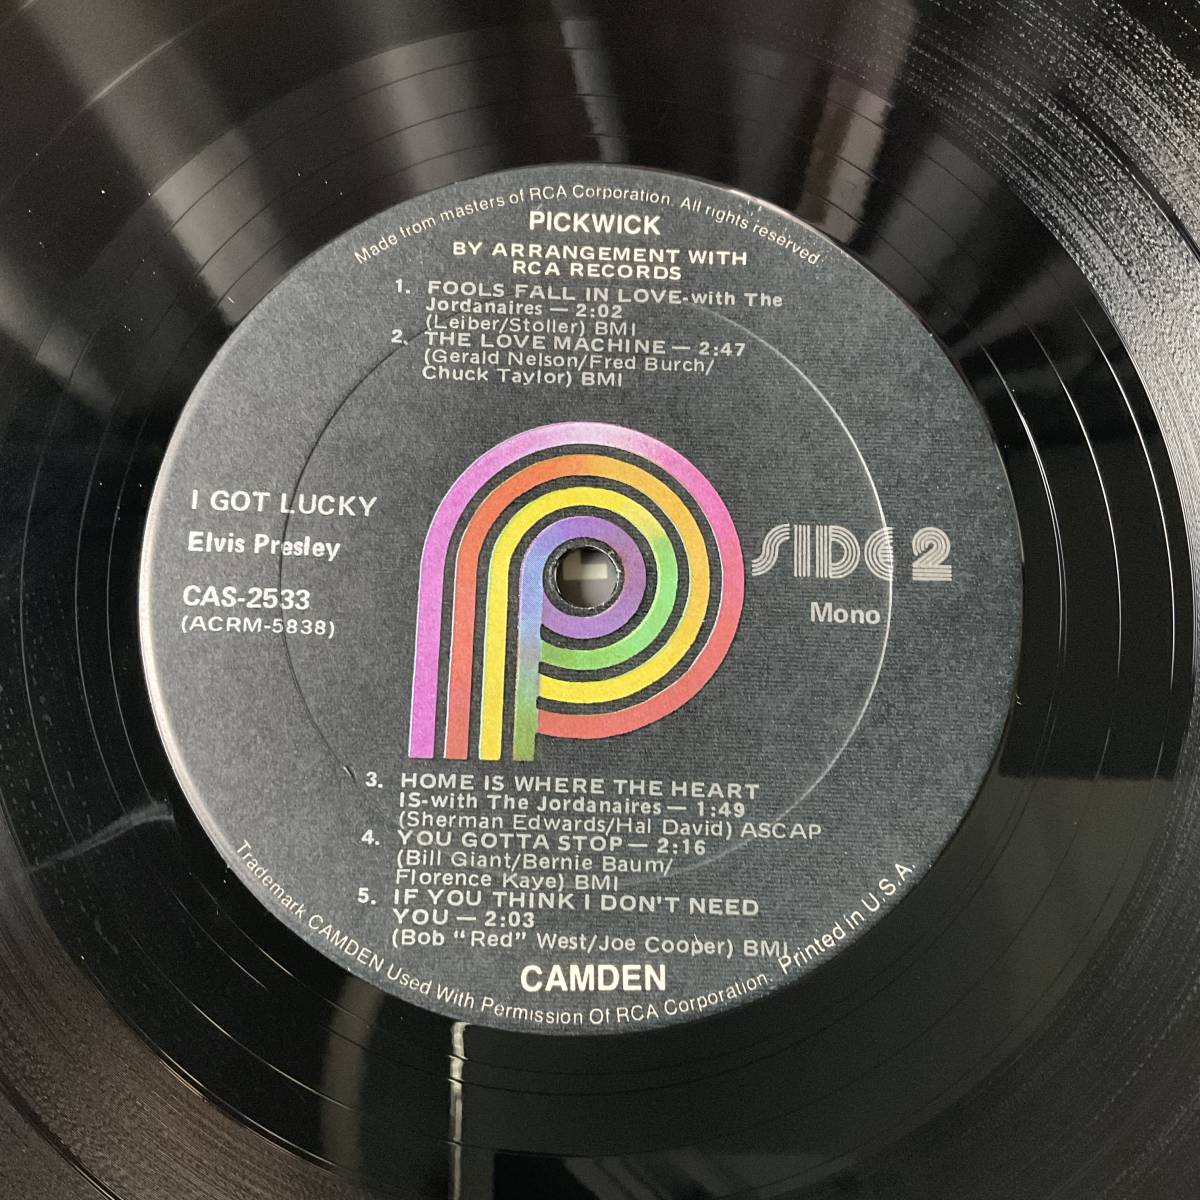 Made from masters of RCA Corporation. All rights reserved.
PICKWICK
BY ARRANGEMENT WITH
RCA RECORDS
1. FOOLS FALL IN LOVE-with The
Jordanaires — 2:02
(Leiber/Stoller) BMI
2. THE LOVE MACHINE — 2:47
(Gerald Nelson/Fred Burch/
Chuck Taylor) BMI
I GOT LUCKY
Elvis Presley
CAS-2533
(ACRM-5838)
SIDE 2
Mono
3. HOME IS WHERE THE HEART
IS-with The Jordanaires — 1:49
(Sherman Edwards/Hal David) ASCAP
4. YOU GOTTA STOP — 2:16
(Bill Giant/Bernie Baum/
Florence Kaye) BMI
5. IF YOU THINK I DON'T NEED
YOU — 2:03
(Bob "Red" West/Joe Cooper) BMI
CAMDEN
Trademark CAMDEN Used With Permission Of RCA Corporation. Printed in U.S.A.